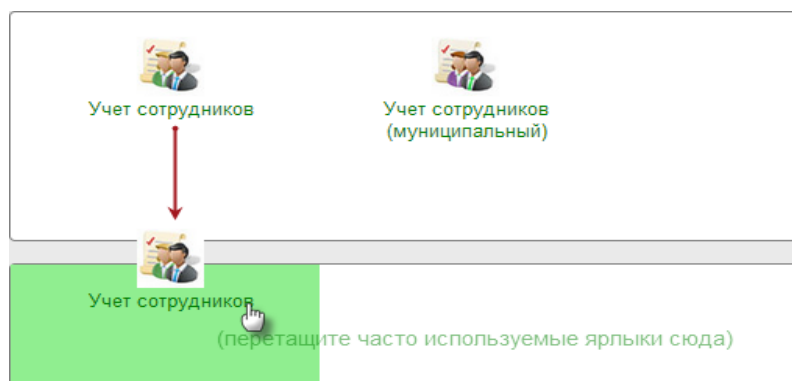 Учет сотрудников
Учет сотрудников
(муниципальный)
Учет сотрудников
(перетащите часто используемые ярлыки сюда)